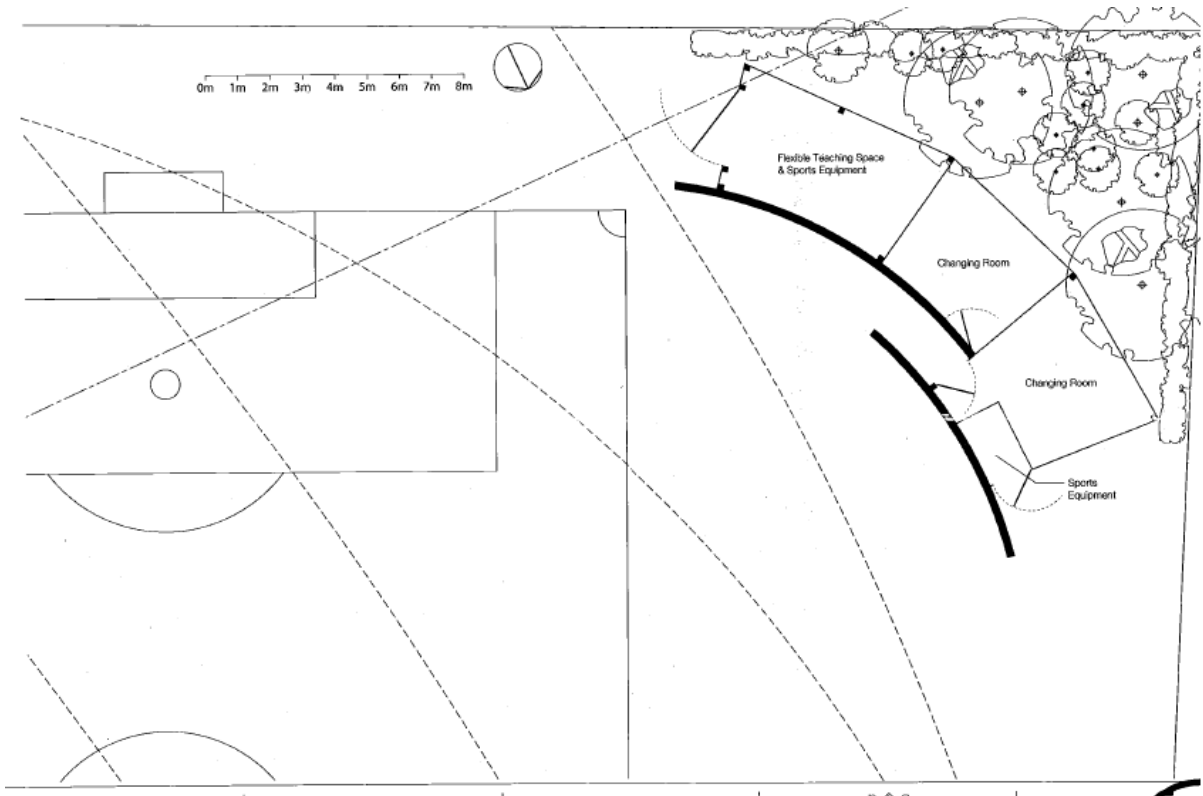 0m 1m 2m 3m 4m 5m 6m 7m 8m
Flexible Teaching Space
& Sports Equipment
Changing Room
Changing Room
Sports
Equipment